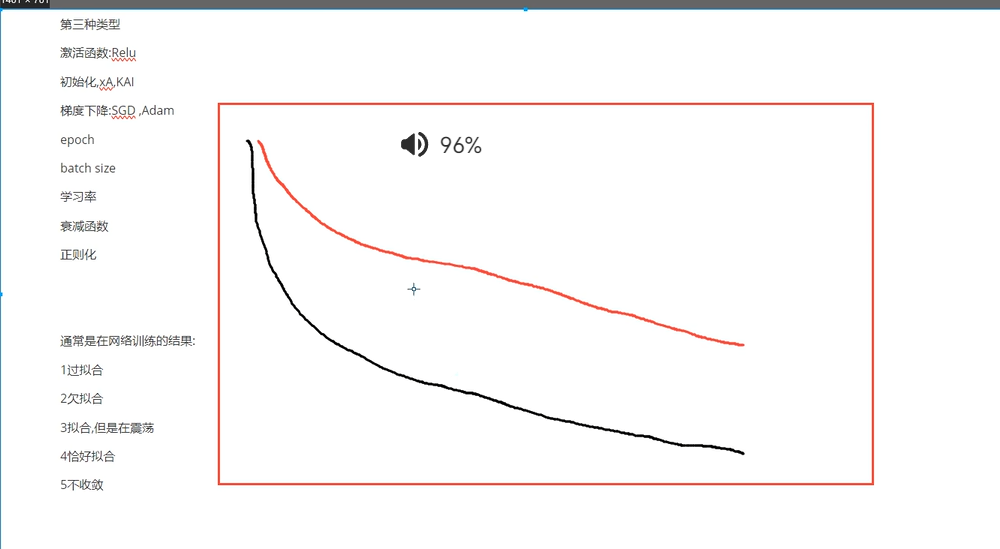 第三种类型
激活函数:Relu
初始化,xA,KAI
梯度下降:SGD ,Adam
epoch
batch size
学习率
衰减函数
正则化
96%
通常是在网络训练的结果:
1过拟合
2欠拟合
3拟合,但是在震荡
4恰好拟合
5不收敛